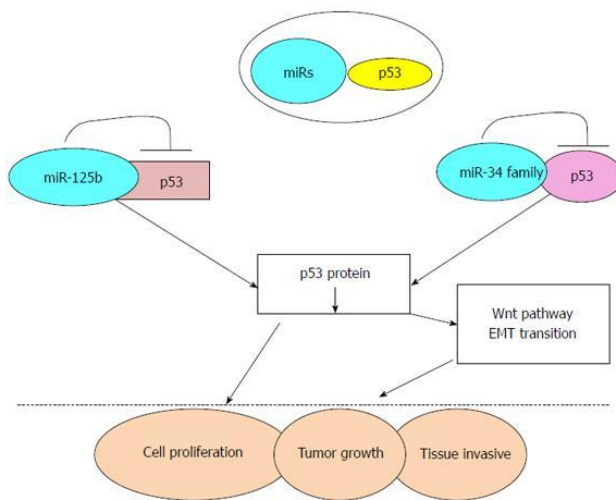 miRs
p53
miR-125b
p53
miR-34 family
p53
p53 protein
Wnt pathway
EMT transition
Cell proliferation
Tumor growth
Tissue invasive